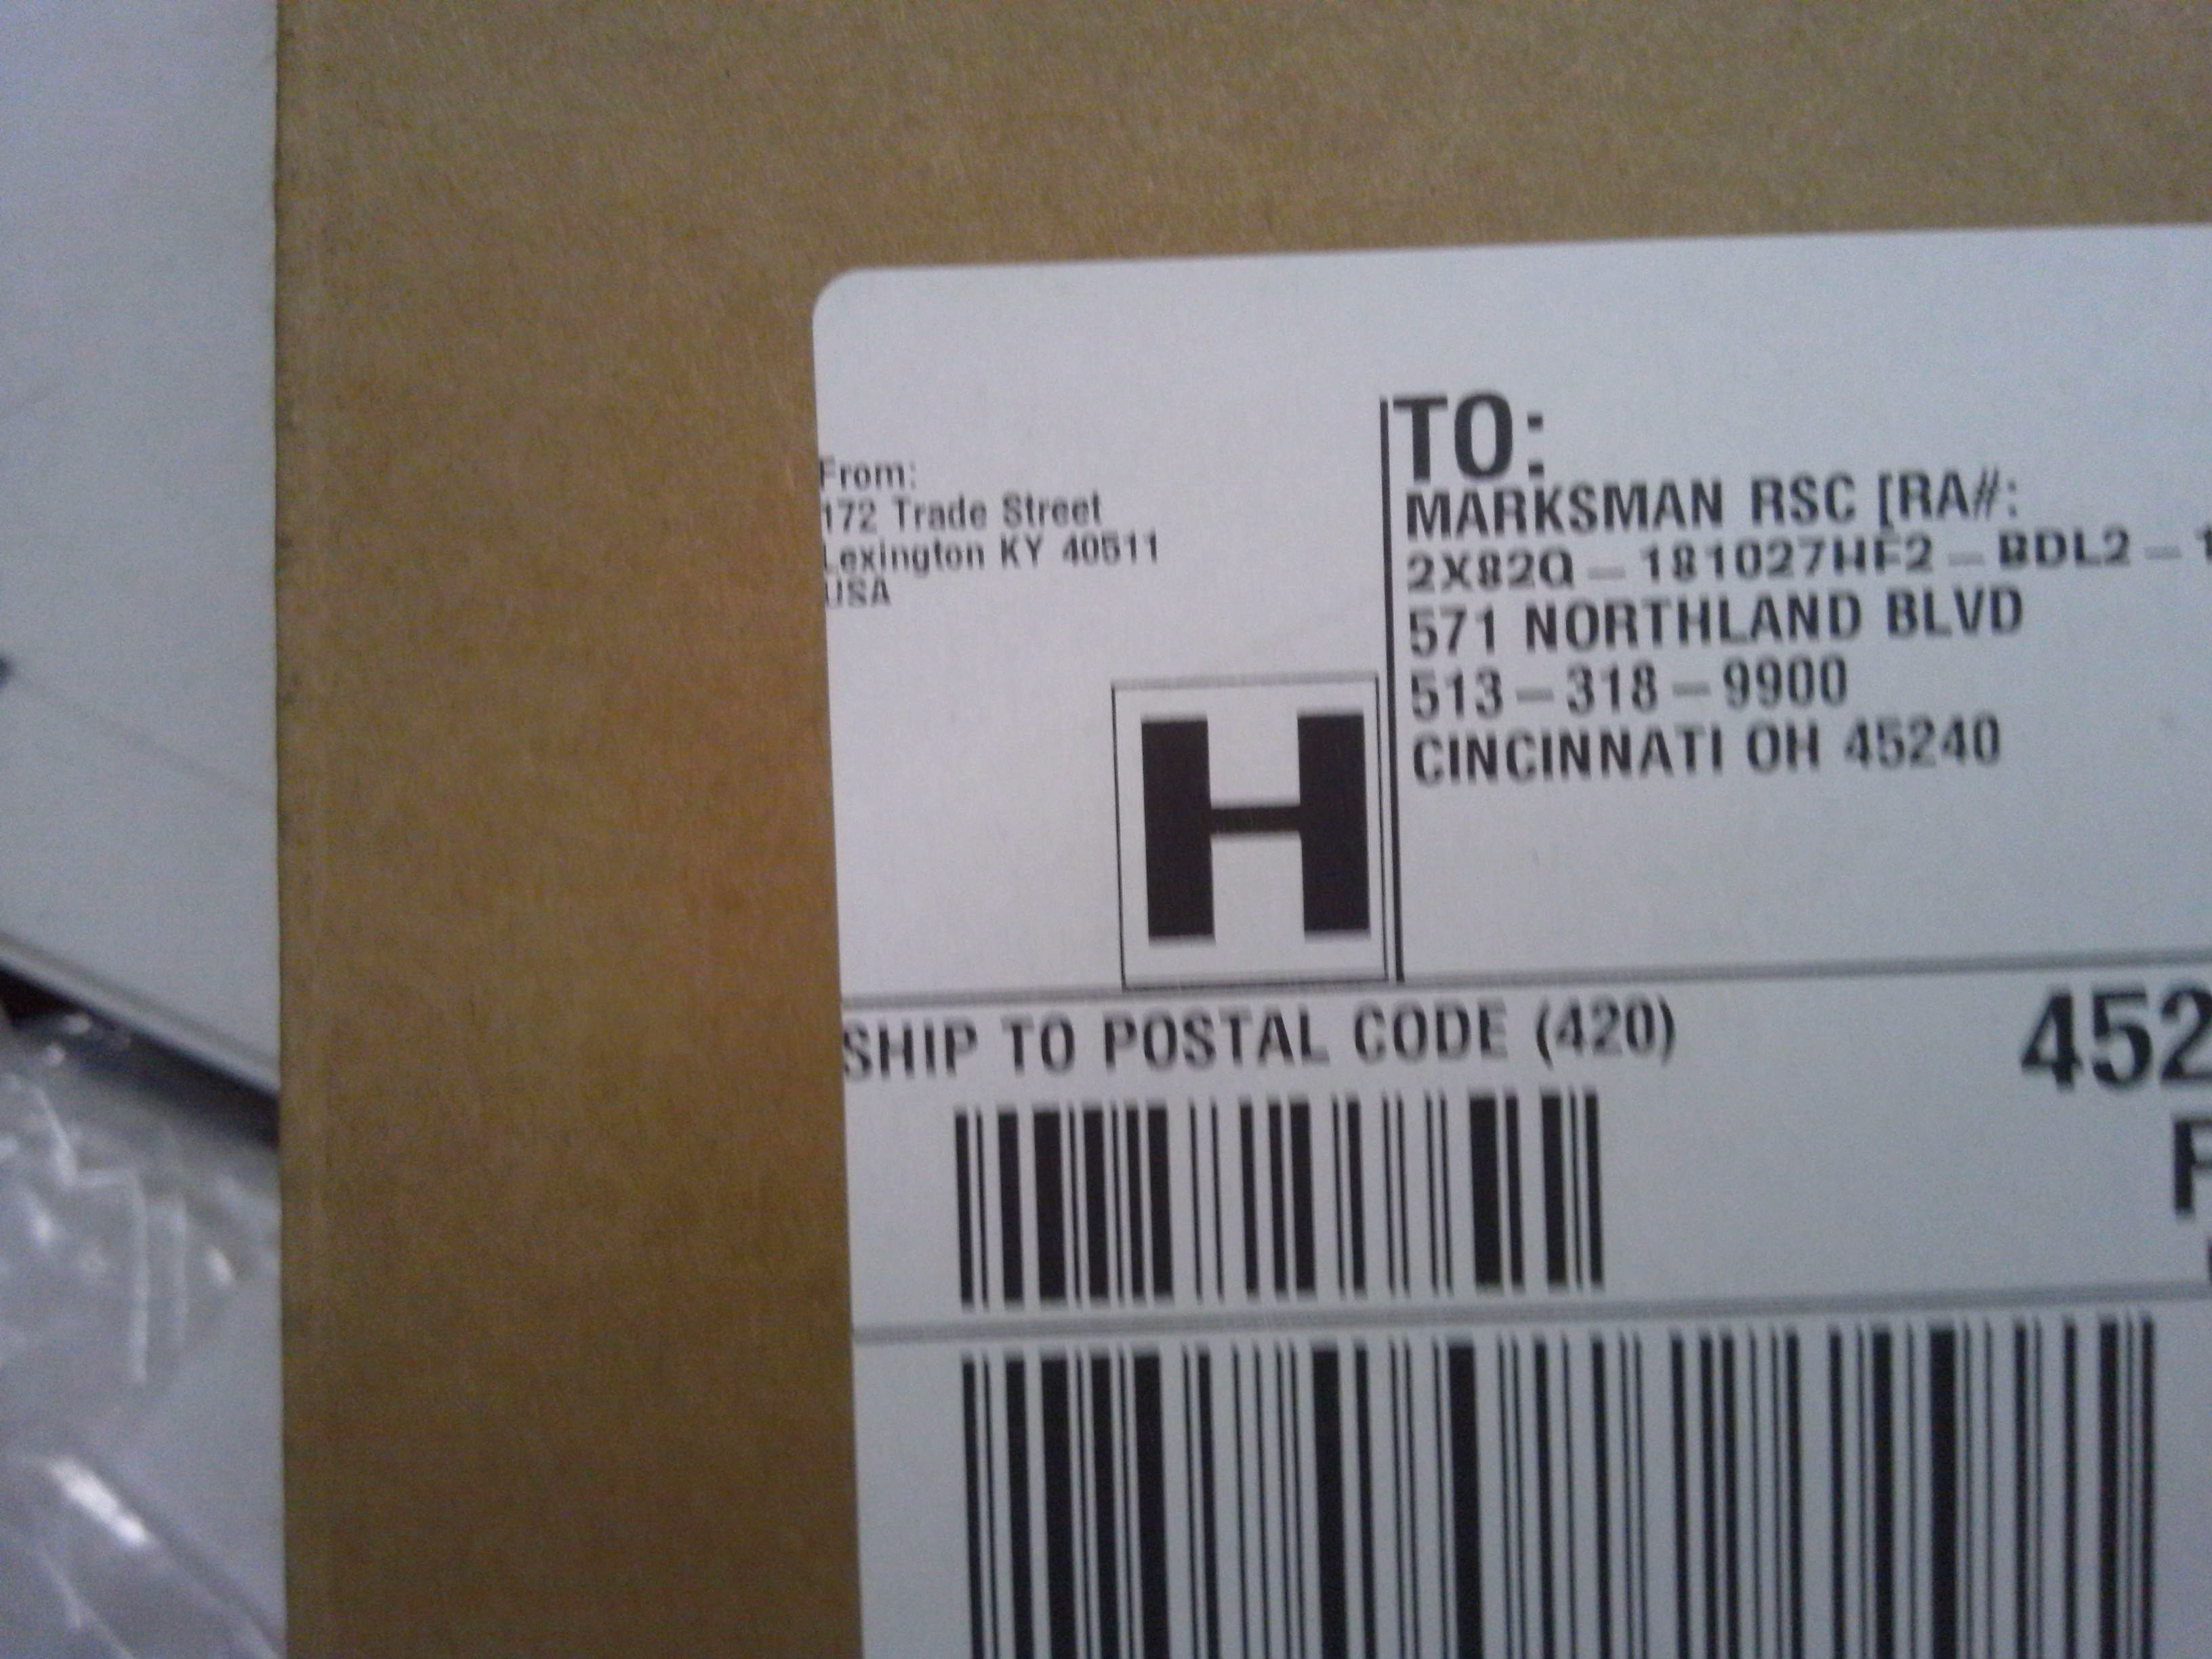 From:
172 Trade Street
Lexington KY 40511
USA
TO:
MARKSMAN RSC [RA#:
2X82Q-181027HF2-BDL2-1
571 NORTHLAND BLVD
513-318-9900
CINCINNATI OH 45240
H
SHIP TO POSTAL CODE (420)
452